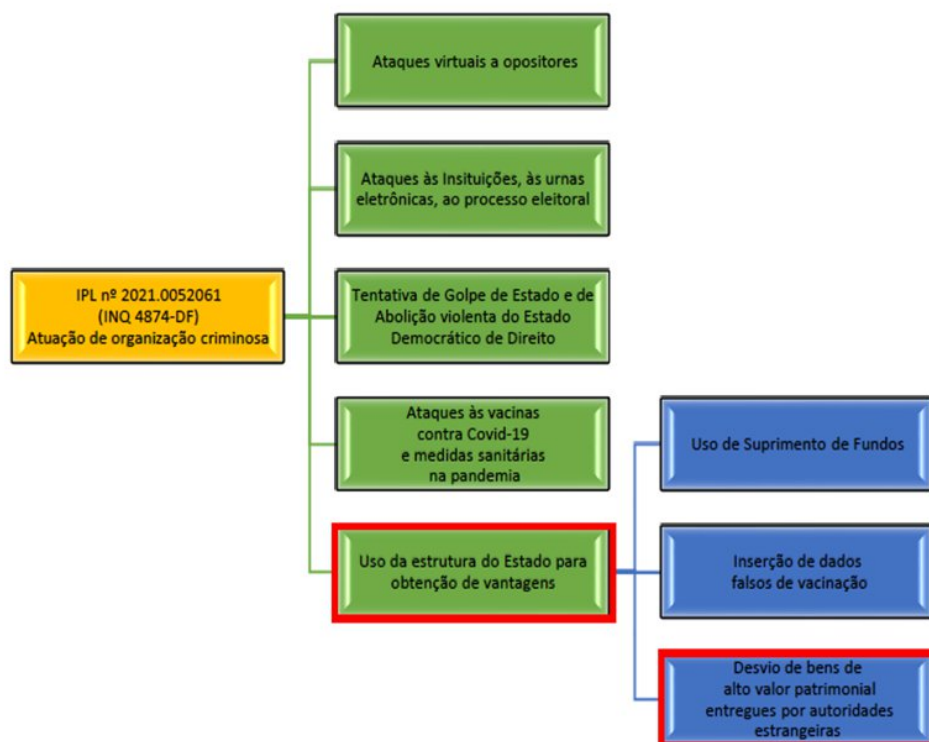 Ataques virtuais a opositores
Ataques às Insituições, às urnas
eletrônicas, ao processo eleitoral
IPL nº 2021.0052061
(INQ 4874-DF)
Atuação de organização criminosa
Tentativa de Golpe de Estado e de
Abolição violenta do Estado
Democrático de Direito
Ataques às vacinas
contra Covid-19
e medidas sanitárias
na pandemia
Uso da estrutura do Estado para
obtenção de vantagens
Uso de Suprimento de Fundos
Inserção de dados
falsos de vacinação
Desvio de bens de
alto valor patrimonial
entregues por autoridades
estrangeiras